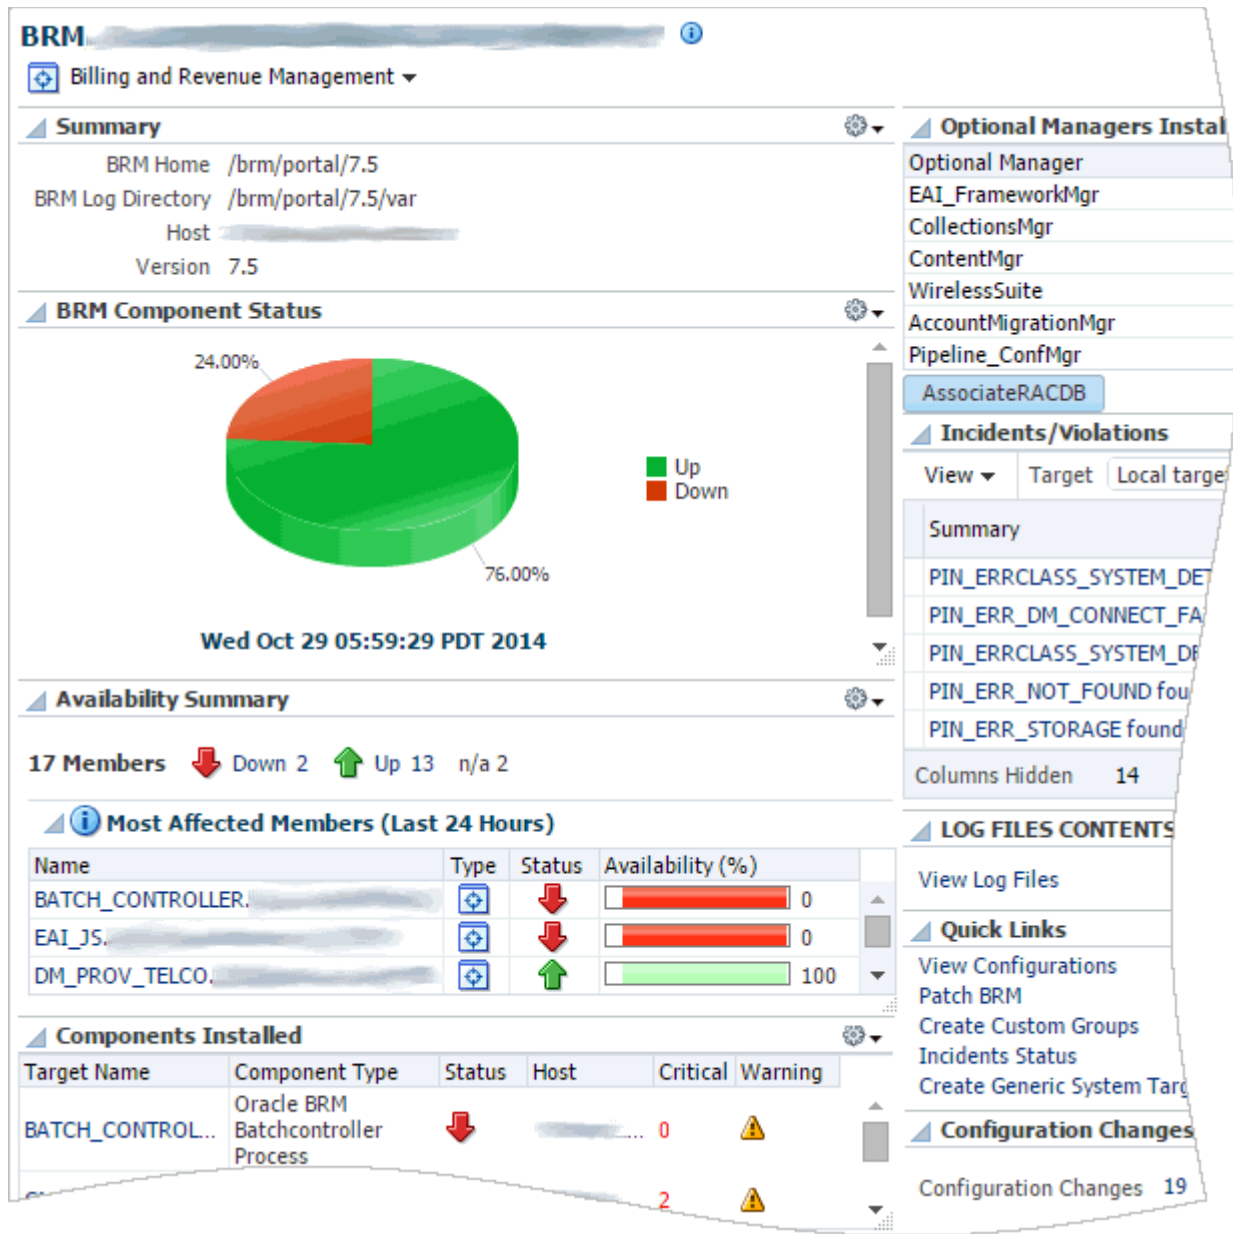 BRM
Billing and Revenue Management
Summary
BRM Home /brm/portal/7.5
BRM Log Directory /brm/portal/7.5/var
Host
Version 7.5
BRM Component Status
24.00%
Up
Down
76.00%
Wed Oct 29 05:59:29 PDT 2014
Availability Summary
17 Members Down 2 Up 13 n/a 2
Most Affected Members (Last 24 Hours)
Name Type Status Availability (%)
BATCH_CONTROLLER. 0
EAI_JS. 0
DM_PROV_TELCO. 100
Components Installed
Target Name Component Type Status Host Critical Warning
Oracle BRM
BATCH_CONTROL... Batchcontroller ... 0
Process
2
Optional Managers Instal
Optional Manager
EAI_FrameworkMgr
CollectionsMgr
ContentMgr
WirelessSuite
AccountMigrationMgr
Pipeline_ConfMgr
AssociateRACDB
Incidents/Violations
View Target Local targe
Summary
PIN_ERRCLASS_SYSTEM_DET
PIN_ERR_DM_CONNECT_FA
PIN_ERRCLASS_SYSTEM_DE
PIN_ERR_NOT_FOUND fou
PIN_ERR_STORAGE found
Columns Hidden 14
LOG FILES CONTENTS
View Log Files
Quick Links
View Configurations
Patch BRM
Create Custom Groups
Incidents Status
Create Generic System Targ
Configuration Changes
Configuration Changes 19